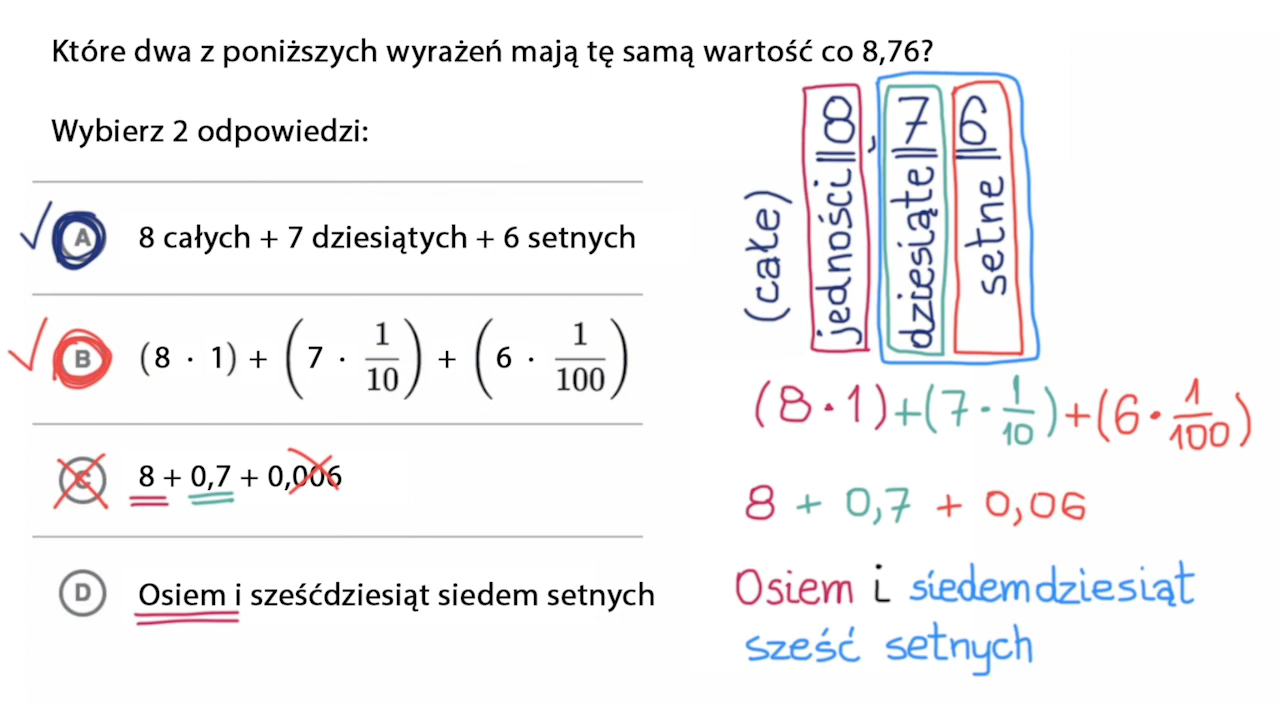 Które dwa z poniższych wyrażeń mają tę samą wartość co 8,76?
Wybierz 2 odpowiedzi:
A 8 całych + 7 dziesiątych + 6 setnych
B (8 · 1) + (7 · 1/10) + (6 · 1/100)
C 8 + 0,7 + 0,006
D Osiem i sześćdziesiąt siedem setnych
(całe)
jedności 8
,
dziesiąte 7
setne 6
(8 · 1) + (7 · 1/10) + (6 · 1/100)
8 + 0,7 + 0,06
Osiem i siedemdziesiąt
sześć setnych